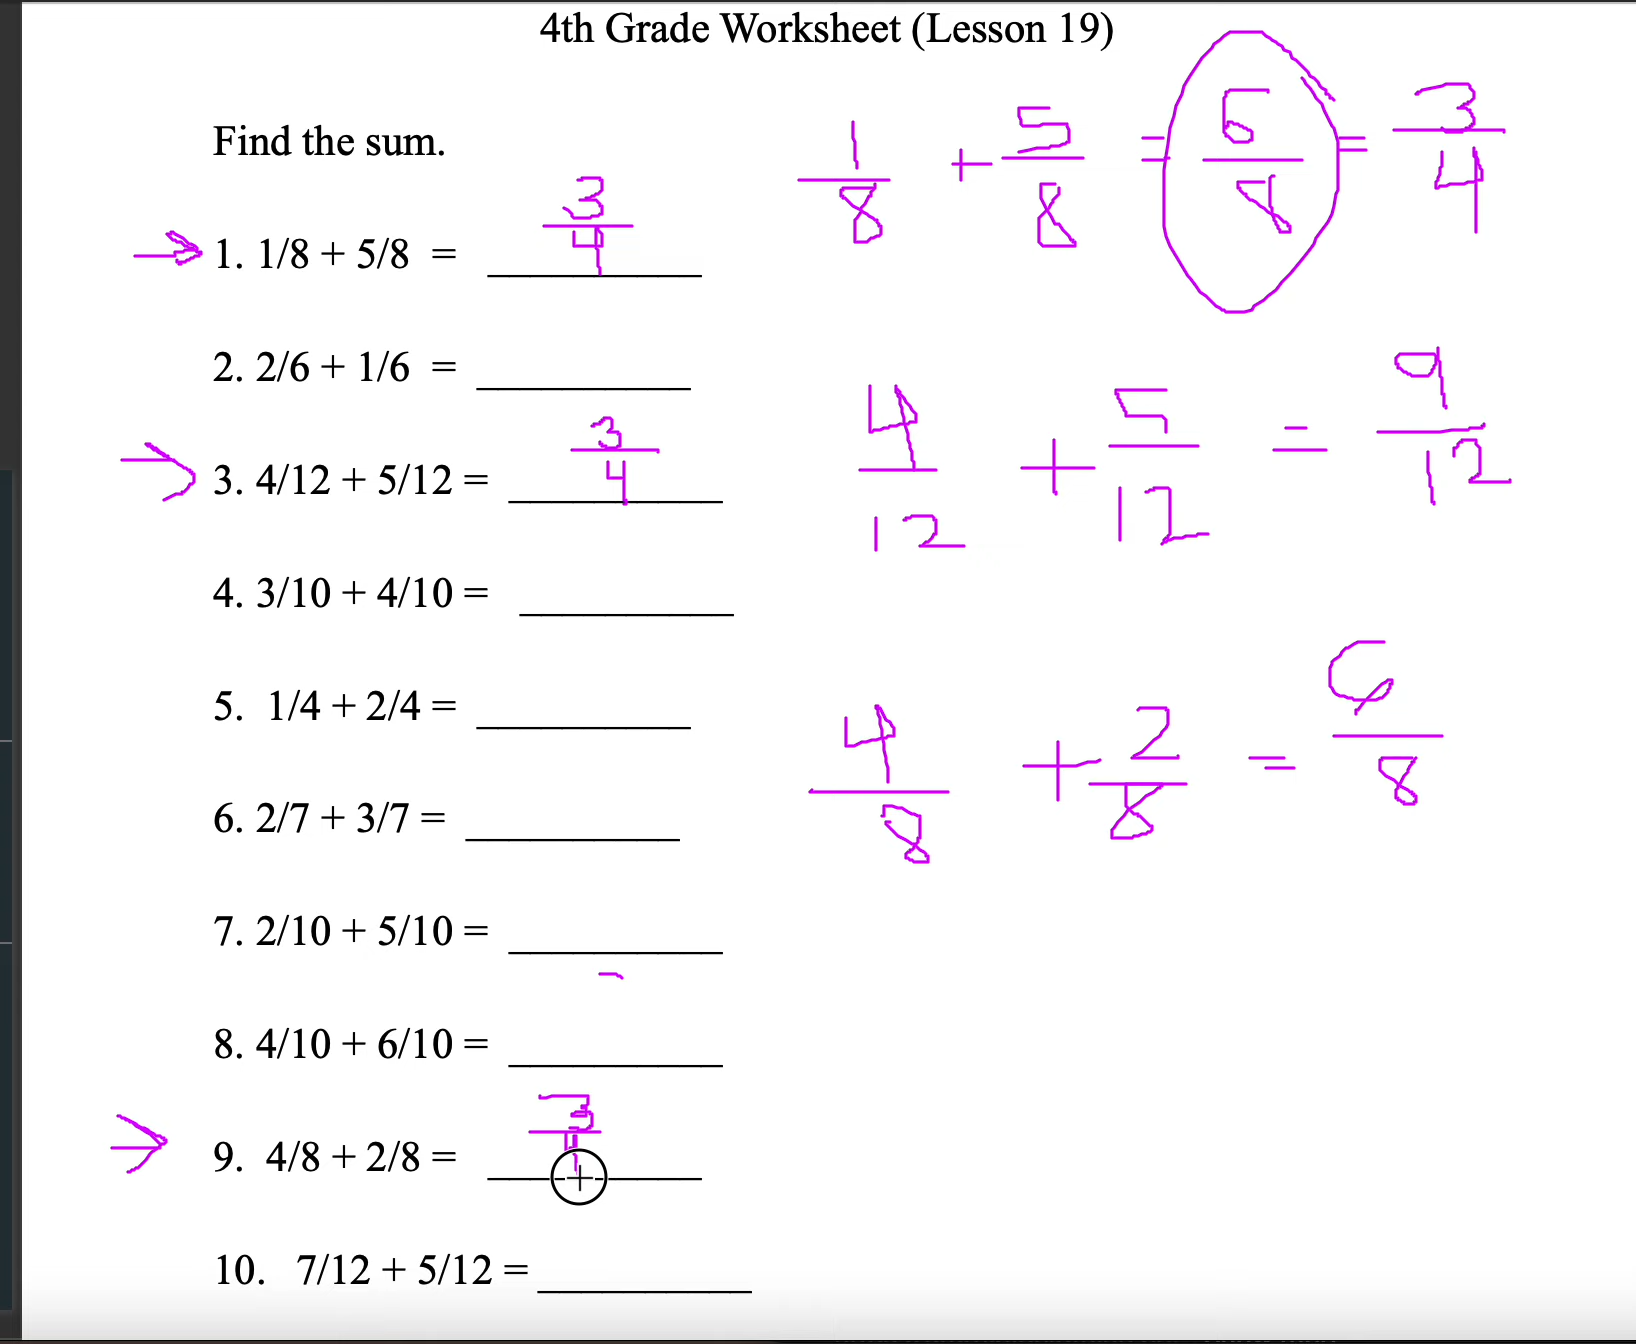 4th Grade Worksheet (Lesson 19)
Find the sum.
1. 1/8 + 5/8 = 3/4
1/8 + 5/8 = 6/8 = 3/4
2. 2/6 + 1/6 =
3. 4/12 + 5/12 = 3/4
4/12 + 5/12 = 9/12
4. 3/10 + 4/10 =
5. 1/4 + 2/4 =
4/8 + 2/8 = 6/8
6. 2/7 + 3/7 =
7. 2/10 + 5/10 =
8. 4/10 + 6/10 =
9. 4/8 + 2/8 = 3/4
10. 7/12 + 5/12 =